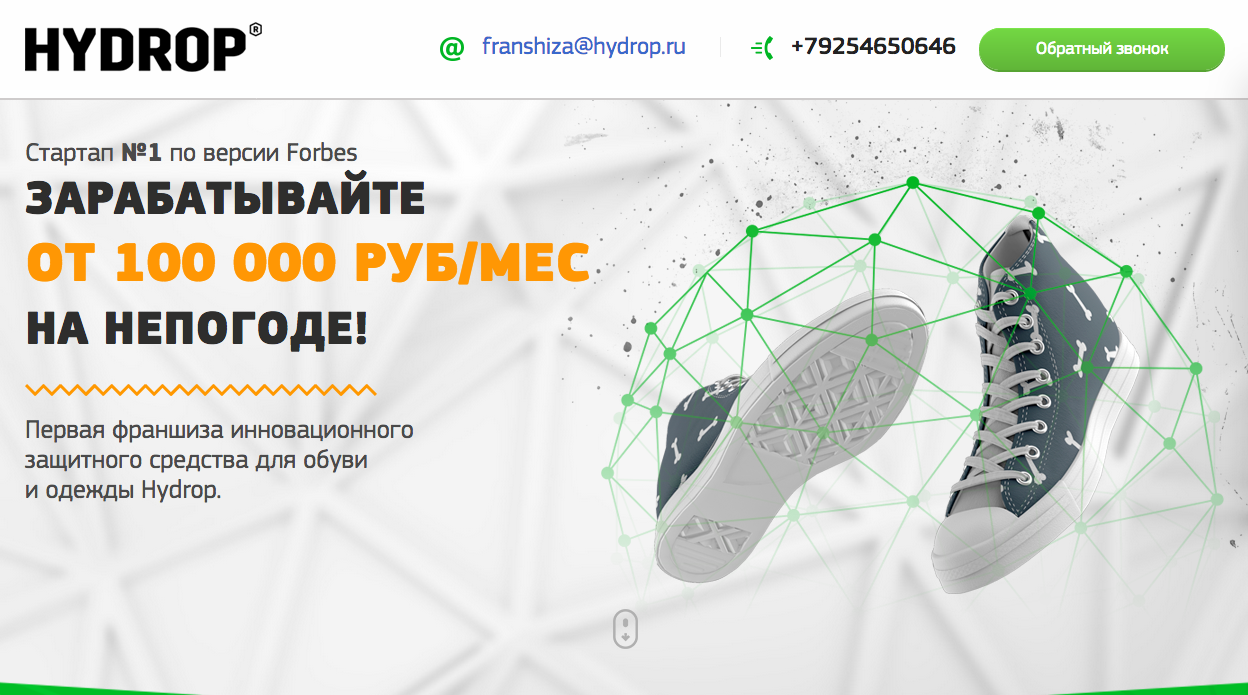 HYDROP®
@ franshiza@hydrop.ru
+79254650646
Обратный звонок
Стартап №1 по версии Forbes
ЗАРАБАТЫВАЙТЕ
ОТ 100 000 РУБ/МЕС
НА НЕПОГОДЕ!
Первая франшиза инновационного
защитного средства для обуви
и одежды Hydrop.